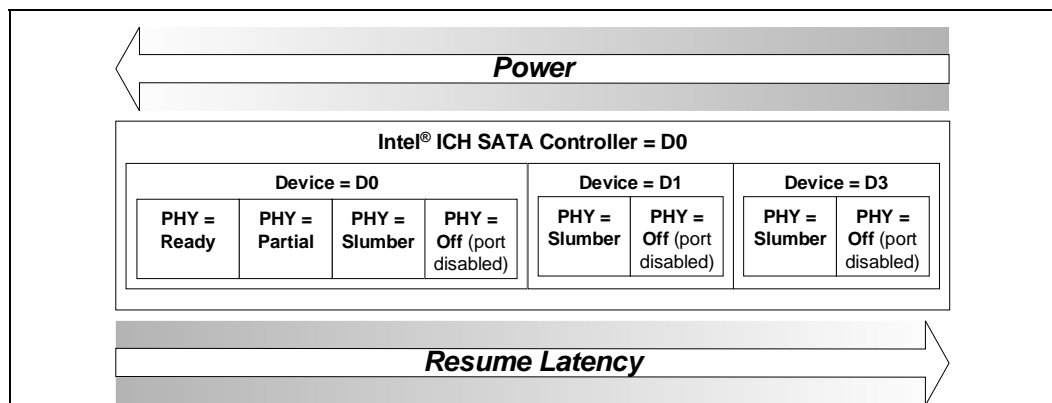 Power
Intel® ICH SATA Controller = D0
Device = D0
PHY =
Ready
PHY =
Partial
PHY =
Slumber
PHY =
Off (port
disabled)
Device = D1
PHY =
Slumber
PHY =
Off (port
disabled)
Device = D3
PHY =
Slumber
PHY =
Off (port
disabled)
Resume Latency